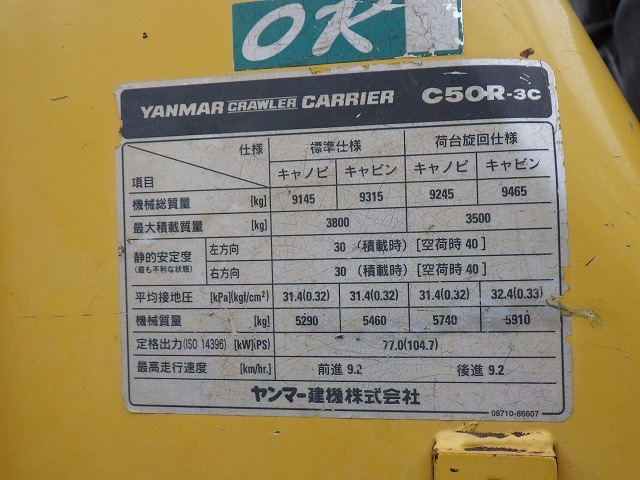 OK
YANMAR CRAWLER CARRIER C50R-3C
仕様 標準仕様 荷台旋回仕様
項目 キャノピ キャビン キャノピ キャビン
機械総質量 [kg] 9145 9315 9245 9465
最大積載質量 [kg] 3800 3500
静的安定度 (最も不利な状態) 左方向 30 (積載時) [空荷時 40]
右方向 30 (積載時) [空荷時 40]
平均接地圧 [kPa](kgf/cm²) 31.4(0.32) 31.4(0.32) 31.4(0.32) 32.4(0.33)
機械質量 [kg] 5290 5460 5740 5910
定格出力(ISO 14396) [kW](PS) 77.0(104.7)
最高走行速度 [km/hr.] 前進 9.2 後進 9.2
ヤンマー建機株式会社
08710-86607